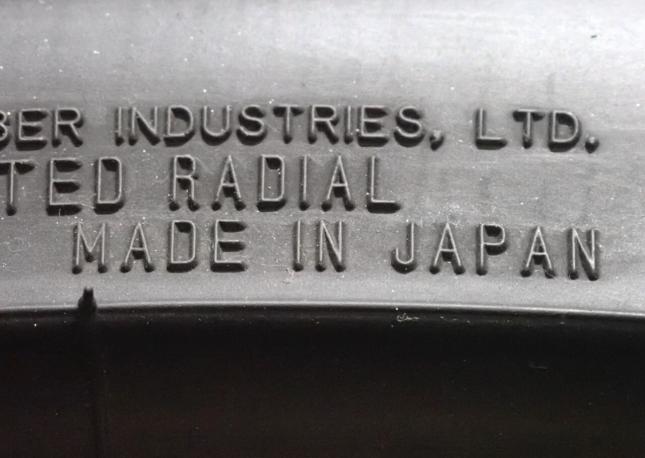 BER INDUSTRIES, LTD.
TED RADIAL
MADE IN JAPAN